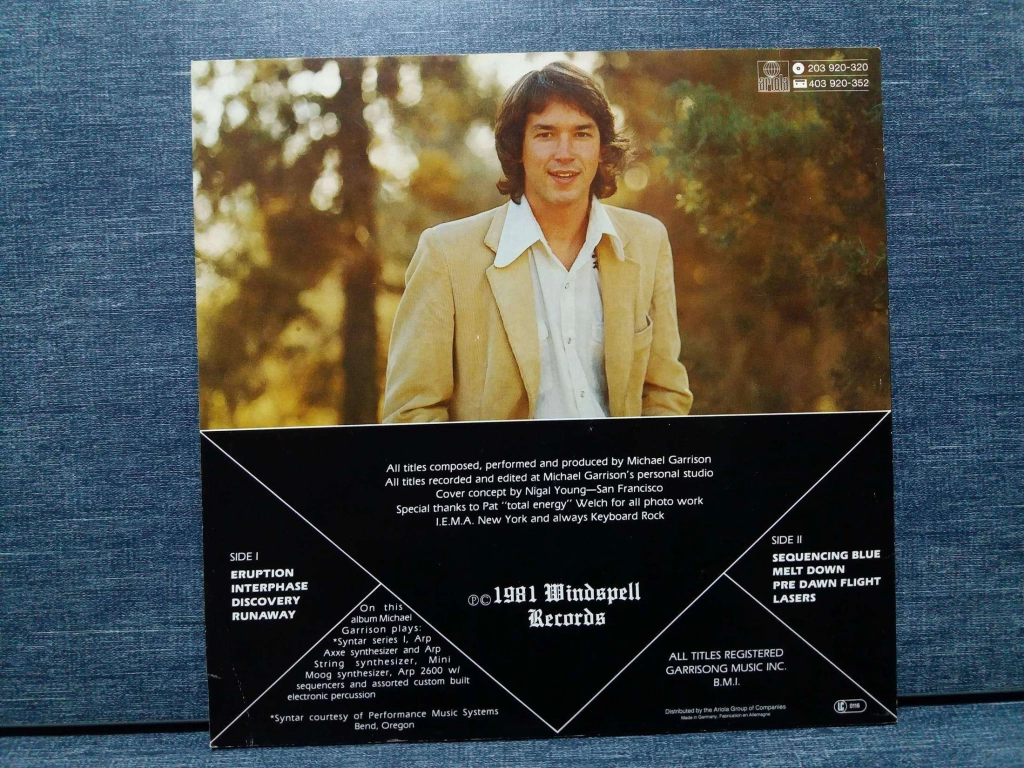 ariola
203 920-320
403 920-352
All titles composed, performed and produced by Michael Garrison
All titles recorded and edited at Michael Garrison's personal studio
Cover concept by Nigal Young—San Francisco
Special thanks to Pat "total energy" Welch for all photo work
I.E.M.A. New York and always Keyboard Rock
SIDE I
ERUPTION
INTERPHASE
DISCOVERY
RUNAWAY
On this
album Michael
Garrison plays:
*Syntar series I, Arp
Axxe synthesizer and Arp
String synthesizer, Mini
Moog synthesizer, Arp 2600 w/
sequencers and assorted custom built
electronic percussion
*Syntar courtesy of Performance Music Systems
Bend, Oregon
℗©1981 Windspell
Records
SIDE II
SEQUENCING BLUE
MELT DOWN
PRE DAWN FLIGHT
LASERS
ALL TITLES REGISTERED
GARRISONG MUSIC INC.
B.M.I.
Distributed by the Ariola Group of Companies
Made in Germany. Fabrication en Allemagne
LC 0116